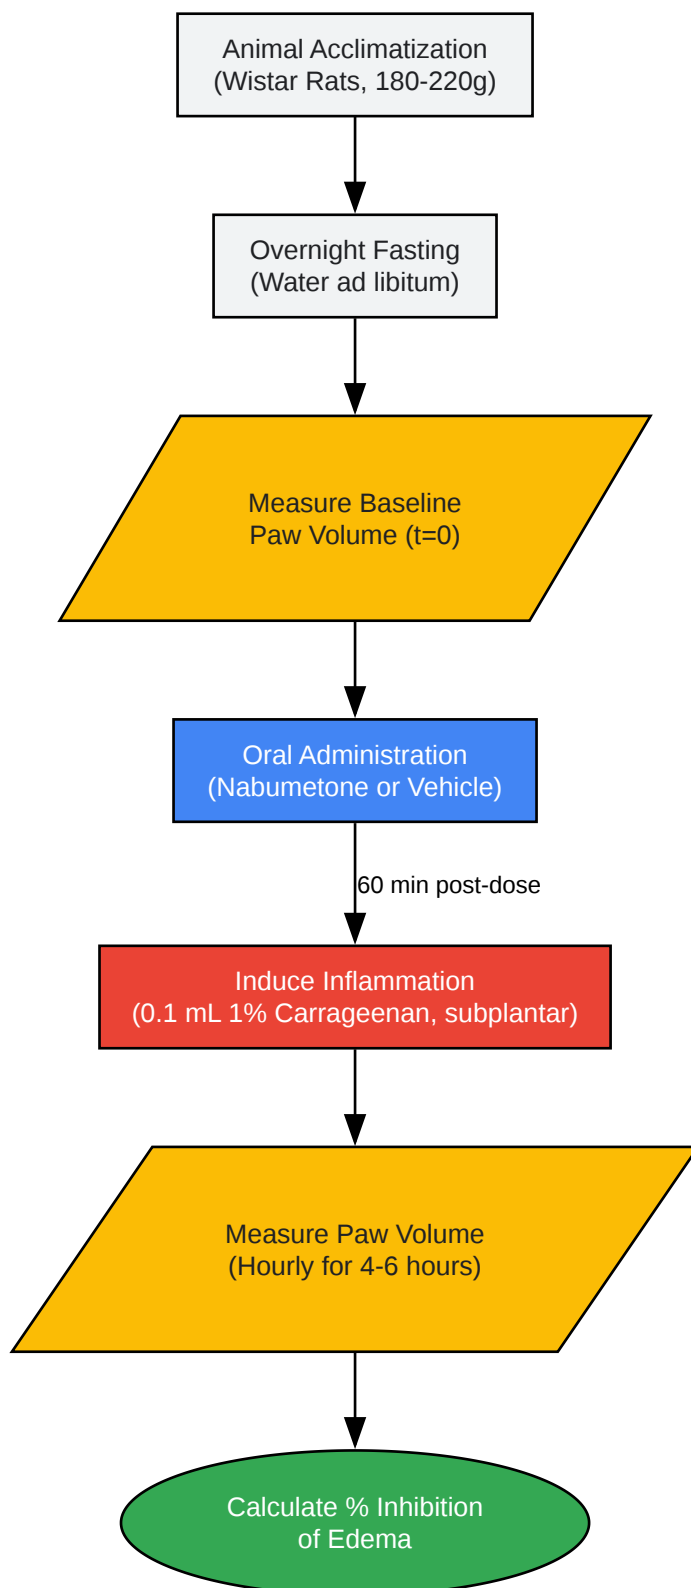 Animal Acclimatization
(Wistar Rats, 180-220g)
Overnight Fasting
(Water ad libitum)
Measure Baseline
Paw Volume (t=0)
Oral Administration
(Nabumetone or Vehicle)
60 min post-dose
Induce Inflammation
(0.1 mL 1% Carrageenan, subplantar)
Measure Paw Volume
(Hourly for 4-6 hours)
Calculate % Inhibition
of Edema